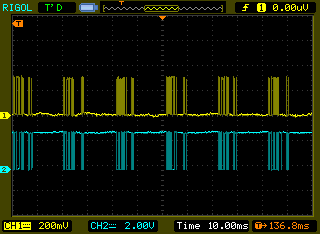 RIGOL T'D T f 1 0.00uV
T
1
2
CH1 200mV CH2 2.00V Time 10.00ms T→-136.8ms